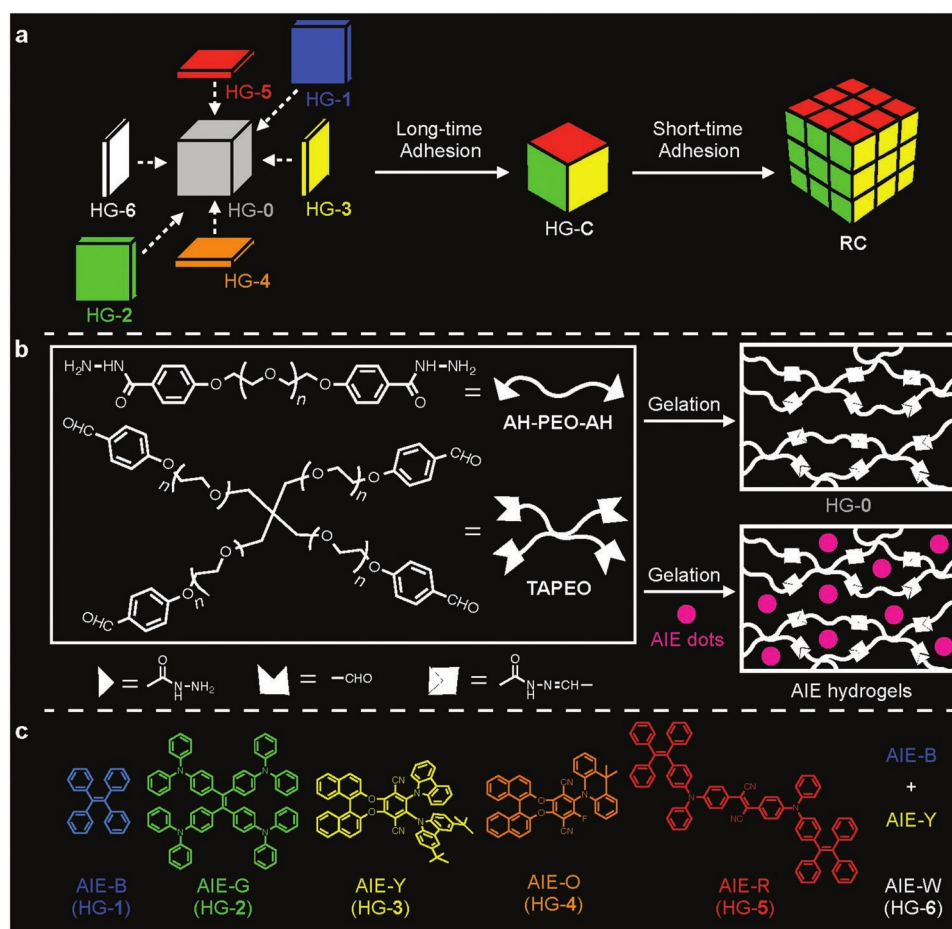 a
HG-5
HG-1
HG-6
HG-0
HG-3
HG-2
HG-4
Long-time
Adhesion
HG-C
Short-time
Adhesion
RC
b
H₂N-HN
O
O
O
n
O
NH-NH₂
O
=
AH-PEO-AH
Gelation
HG-0
OHC
O
n
O
O
n
O
CHO
OHC
O
n
O
O
n
O
CHO
=
TAPEO
Gelation
AIE dots
AIE hydrogels
=
O
N
H
NH₂
=
—CHO
=
O
N
H
N=CH—
c
N
N
N
N
O
O
CN
N
CN
N
O
O
CN
N
F
CN
N
CN
NC
N
AIE-B
+
AIE-Y
AIE-B
(HG-1)
AIE-G
(HG-2)
AIE-Y
(HG-3)
AIE-O
(HG-4)
AIE-R
(HG-5)
AIE-W
(HG-6)